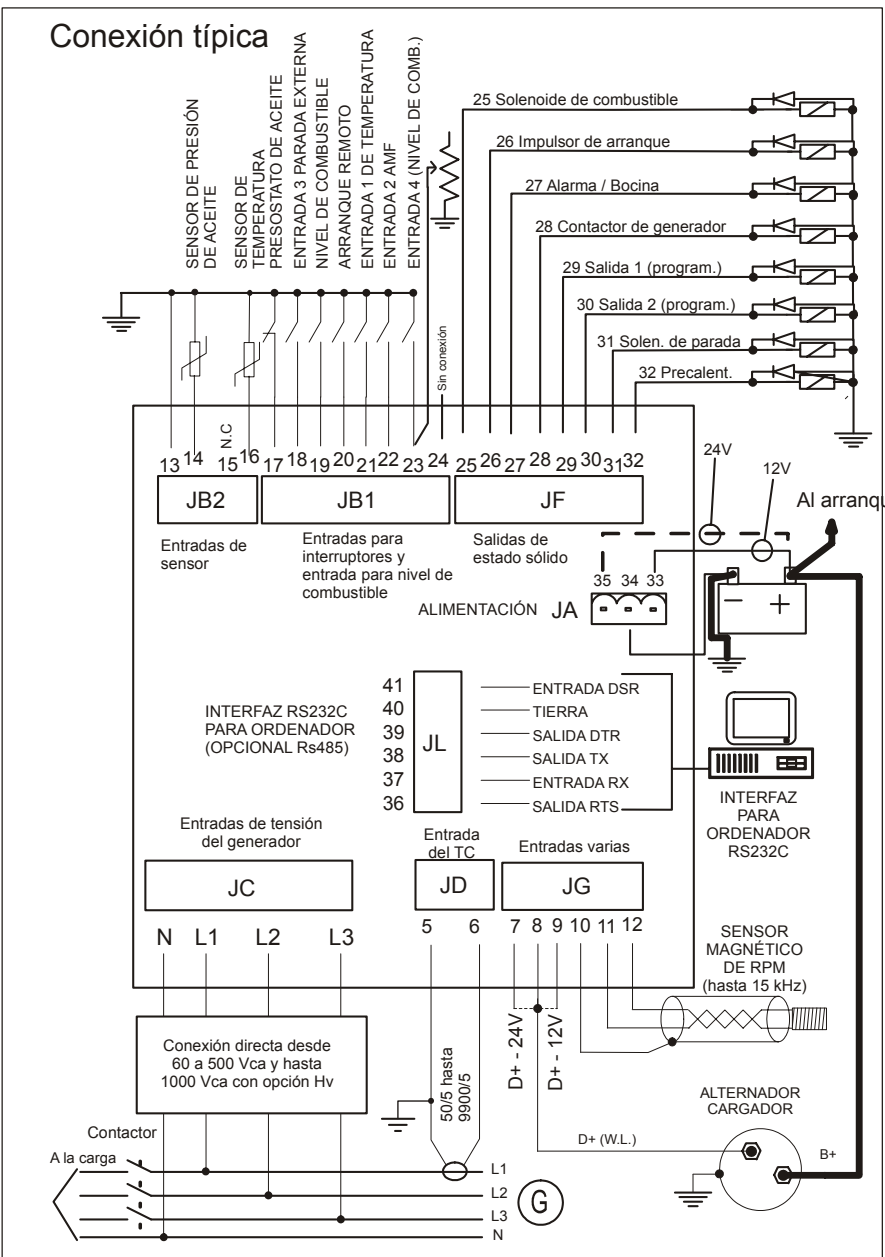 Conexión típica
SENSOR DE PRESIÓN
DE ACEITE
SENSOR DE
TEMPERATURA
PRESOSTATO DE ACEITE
ENTRADA 3 PARADA EXTERNA
NIVEL DE COMBUSTIBLE
ARRANQUE REMOTO
ENTRADA 1 DE TEMPERATURA
ENTRADA 2 AMF
ENTRADA 4 (NIVEL DE COMB.)
25 Solenoide de combustible
26 Impulsor de arranque
27 Alarma / Bocina
28 Contactor de generador
29 Salida 1 (program.)
30 Salida 2 (program.)
31 Solen. de parada
32 Precalent.
Sin conexión
N.C
13 14 15 16 17 18 19 20 21 22 23 24 25 26 27 28 29 30 31 32
JB2 JB1 JF
Entradas de
sensor
Entradas para
interruptores y
entrada para nivel de
combustible
Salidas de
estado sólido
24V
12V
Al arranqu
35 34 33
ALIMENTACIÓN JA
− +
INTERFAZ RS232C
PARA ORDENADOR
(OPCIONAL Rs485)
JL
41 ENTRADA DSR
40 TIERRA
39 SALIDA DTR
38 SALIDA TX
37 ENTRADA RX
36 SALIDA RTS
INTERFAZ
PARA
ORDENADOR
RS232C
Entradas de tensión
del generador
JC
N L1 L2 L3
Entrada
del TC
JD
5 6
Entradas varias
JG
7 8 9 10 11 12
SENSOR
MAGNÉTICO
DE RPM
(hasta 15 kHz)
Conexión directa desde
60 a 500 Vca y hasta
1000 Vca con opción Hv
50/5 hasta
9900/5
D+ - 24V
D+ - 12V
ALTERNADOR
CARGADOR
D+ (W.L.)
B+
Contactor
A la carga
L1
L2
L3
N
G